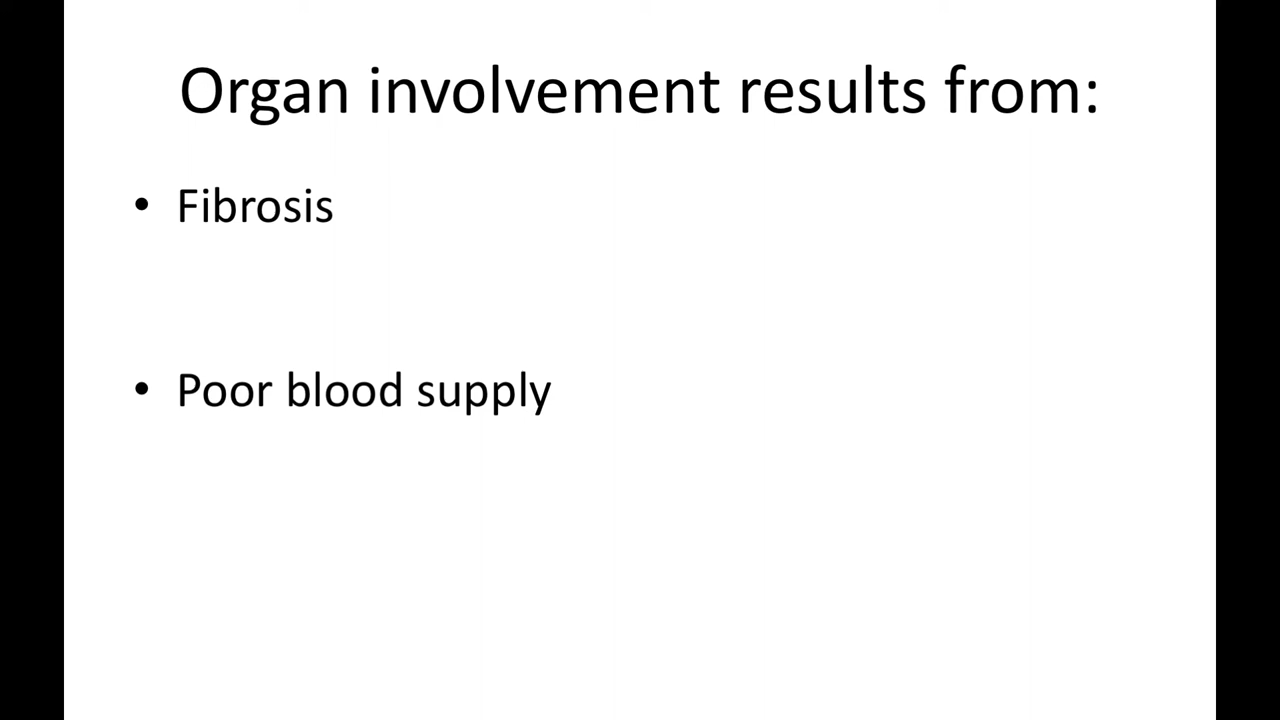 Organ involvement results from:
• Fibrosis
• Poor blood supply